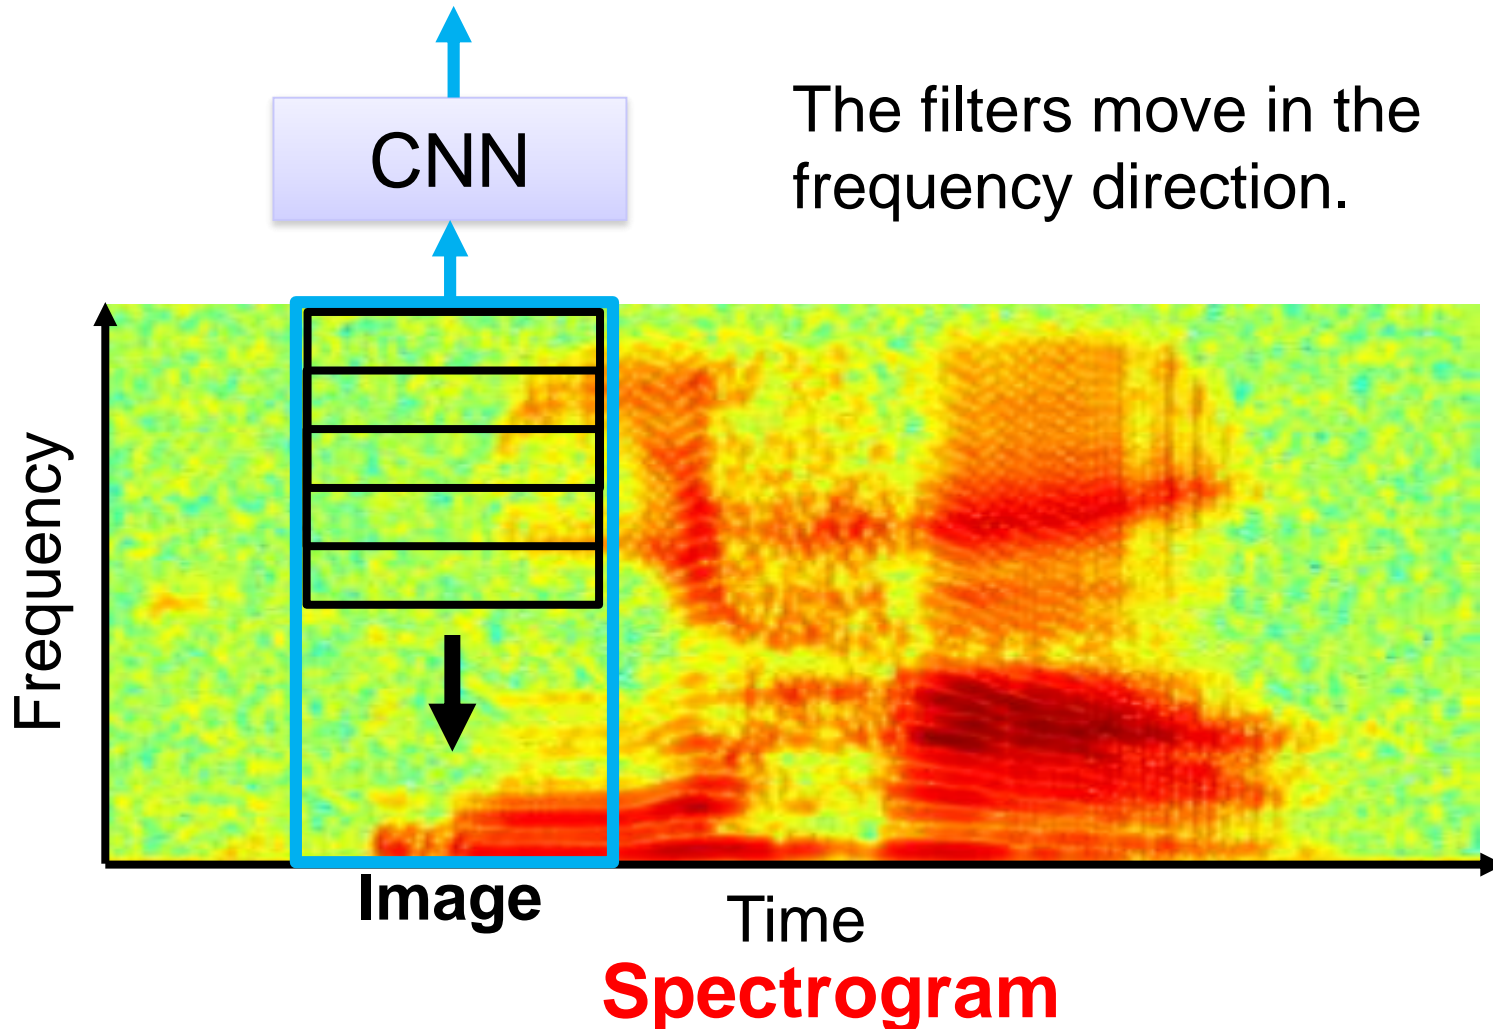 CNN
The filters move in the
frequency direction.
Frequency
Image
Time
Spectrogram